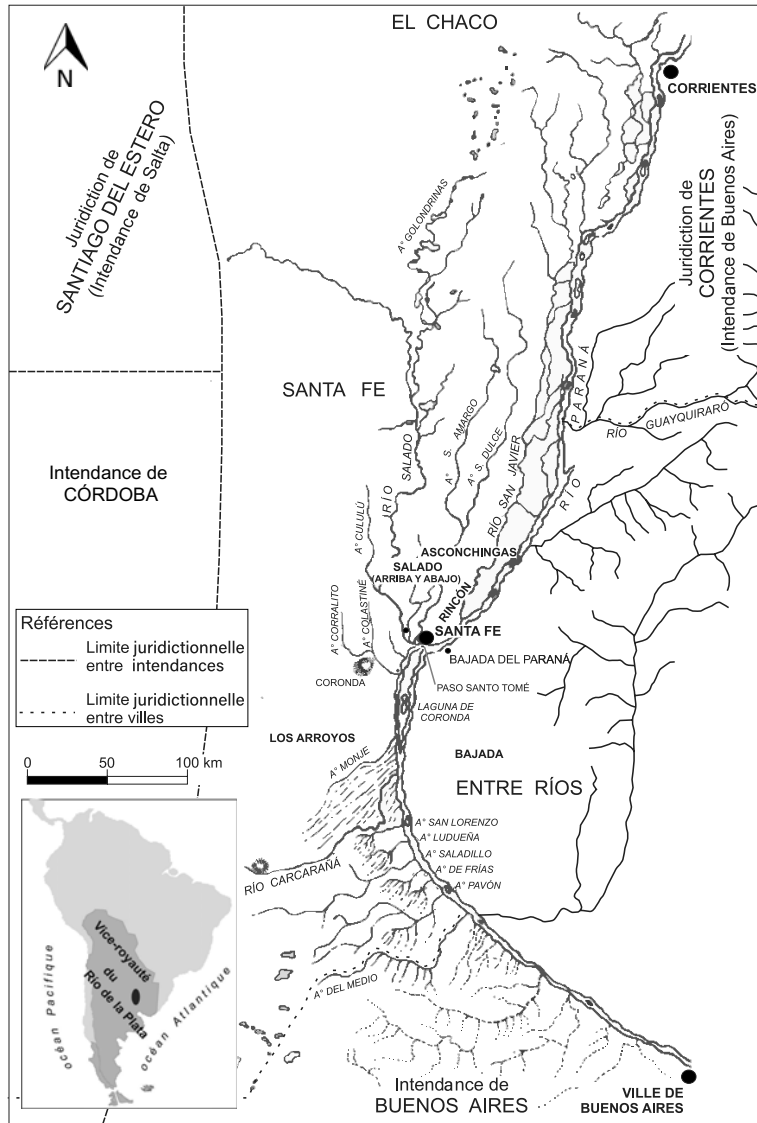 EL CHACO
N
CORRIENTES
Juridiction de
SANTIAGO DEL ESTERO
(Intendance de Salta)
Juridiction de
CORRIENTES
(Intendance de Buenos Aires)
A° GOLONDRINAS
SANTA FE
PARANÁ
RÍO
RÍO GUAYQUIRARÓ
Intendance de
CÓRDOBA
RÍO SALADO
A° S. AMARGO
A° S. DULCE
RÍO SAN JAVIER
A° CULULÚ
ASCONCHINGAS
SALADO
(ARRIBA Y ABAJO)
RINCÓN
A° CORRALITO
A° COLASTINÉ
SANTA FE
BAJADA DEL PARANÁ
CORONDA
PASO SANTO TOMÉ
LAGUNA DE
CORONDA
Références
Limite juridictionnelle
entre intendances
Limite juridictionnelle
entre villes
LOS ARROYOS
BAJADA
A° MONJE
ENTRE RÍOS
0 50 100 km
A° SAN LORENZO
A° LUDUEÑA
A° SALADILLO
A° DE FRÍAS
A° PAVÓN
RÍO CARCARAÑÁ
A° DEL MEDIO
Vice-royauté
du
Río de la Plata
océan Pacifique
océan Atlantique
Intendance de
BUENOS AIRES
VILLE DE
BUENOS AIRES